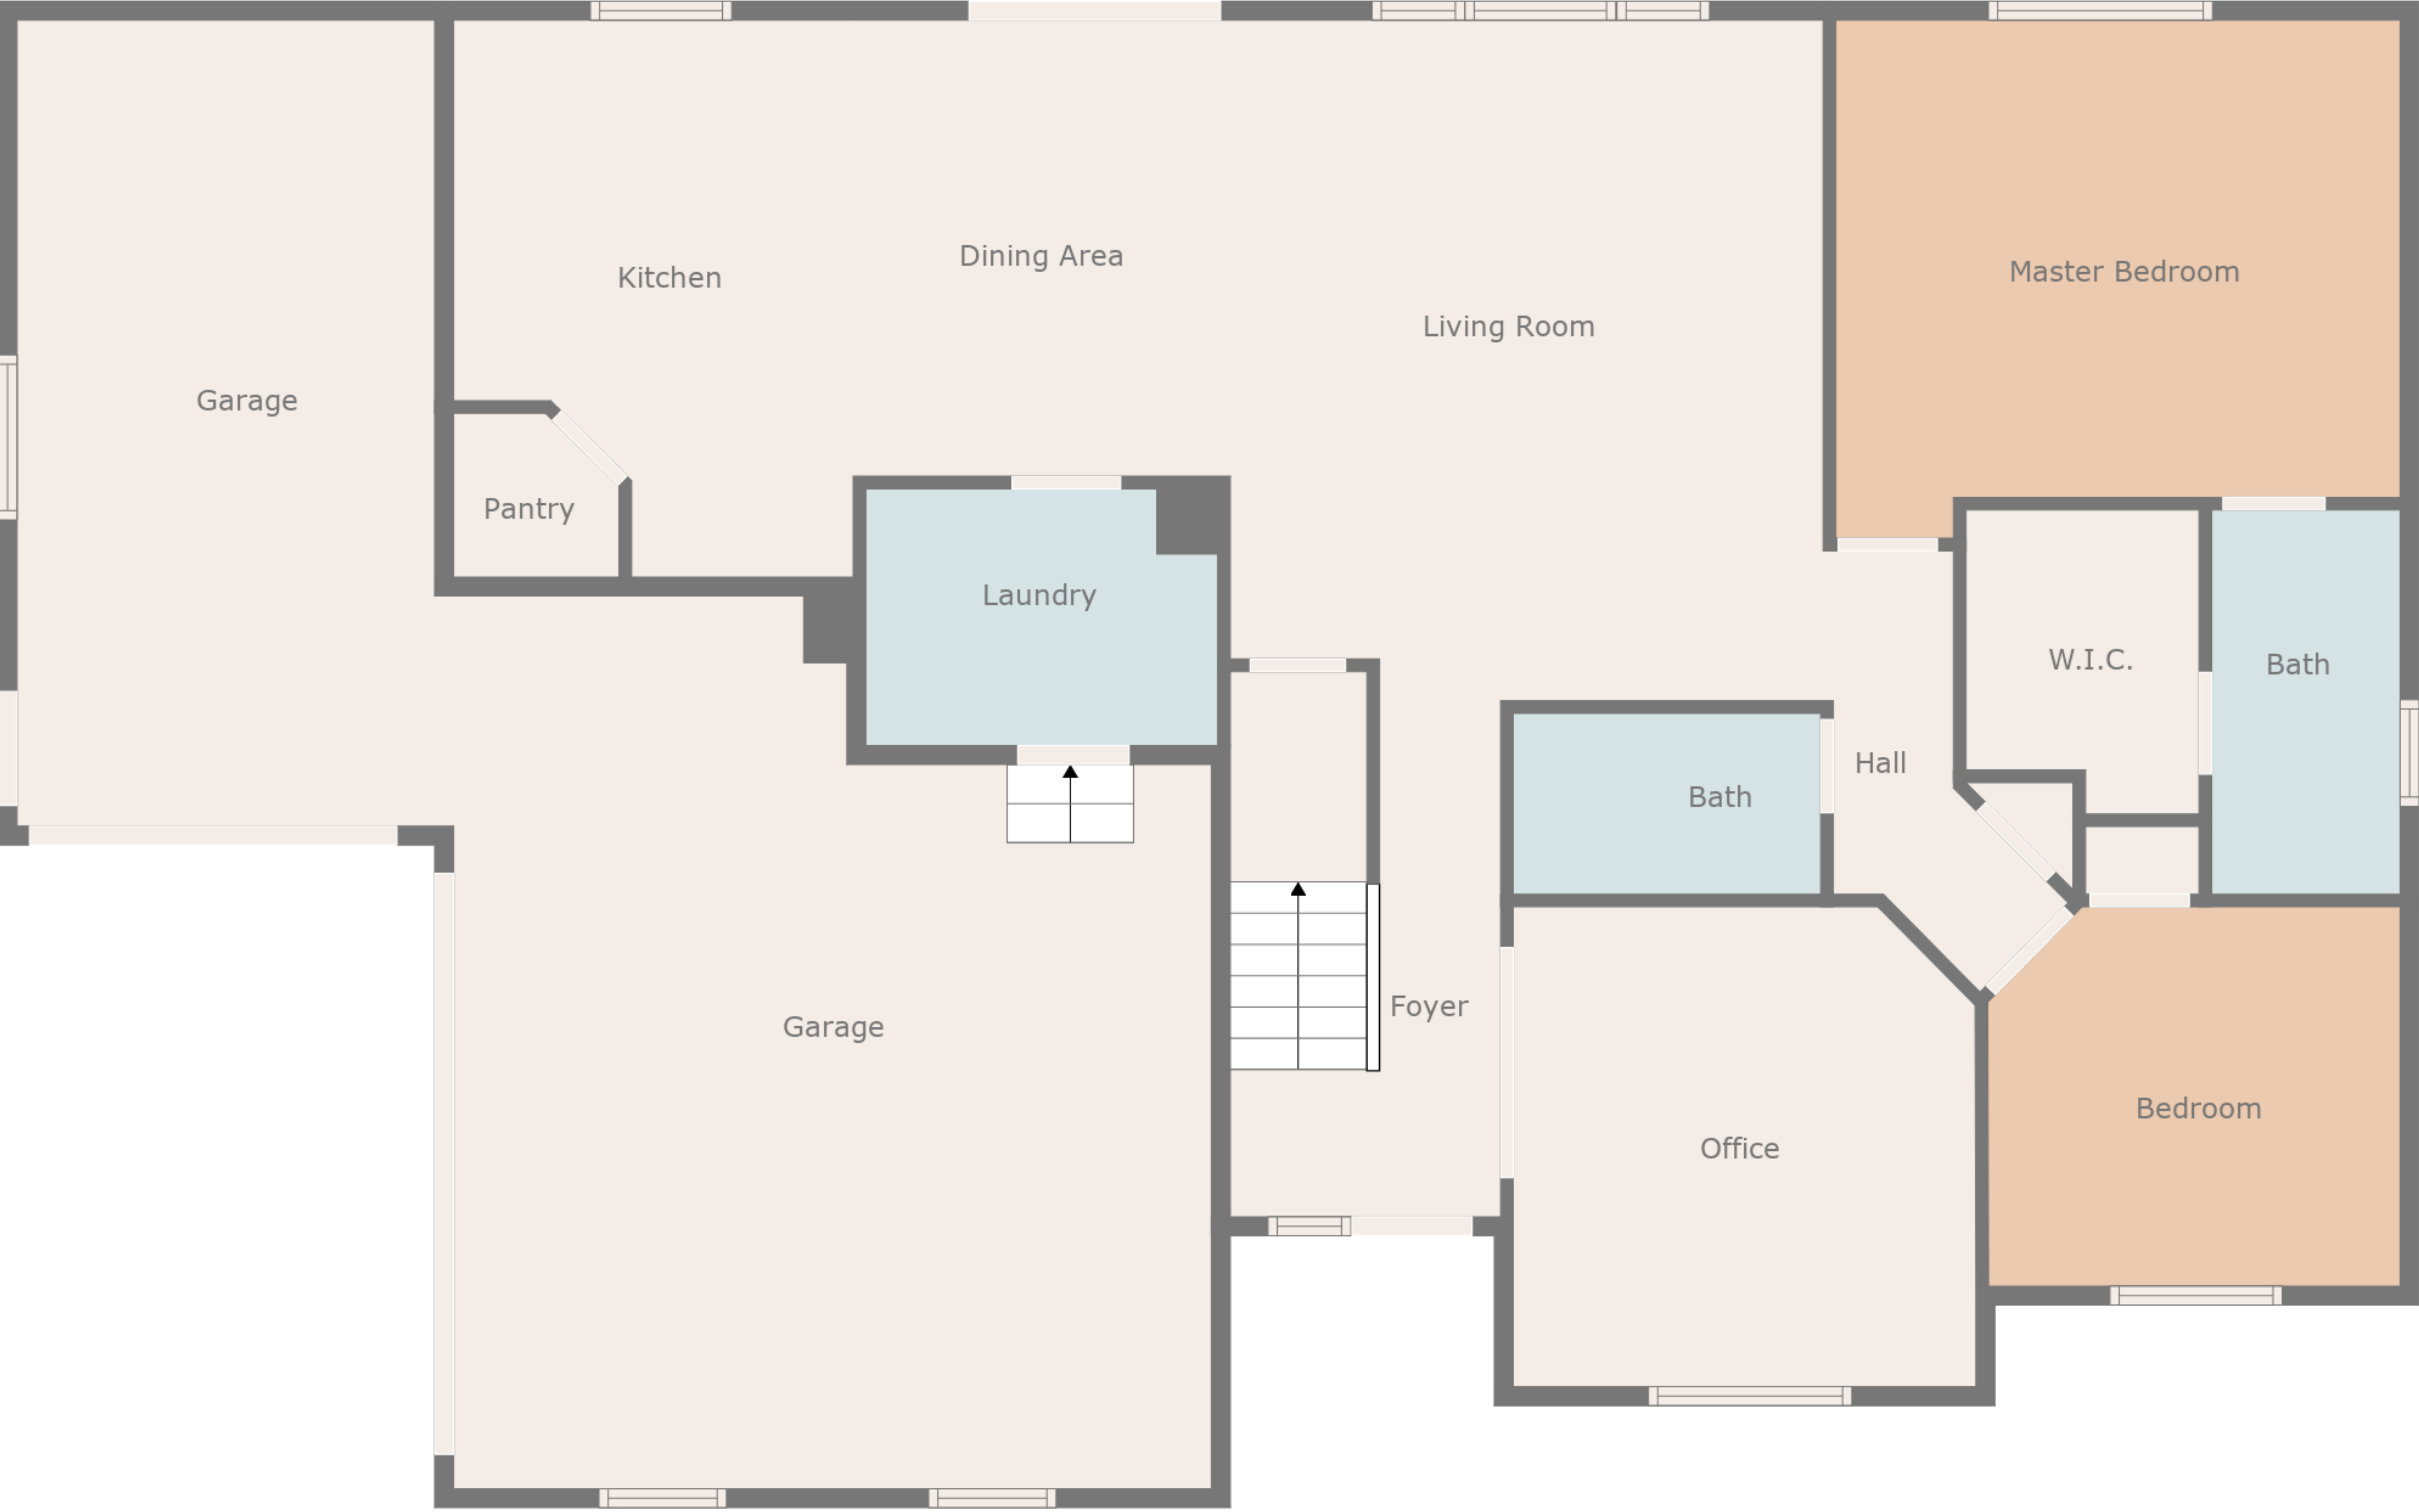 Dining Area
Master Bedroom
Kitchen
Living Room
Garage
Pantry
Laundry
W.I.C.
Bath
Hall
Bath
Foyer
Garage
Bedroom
Office